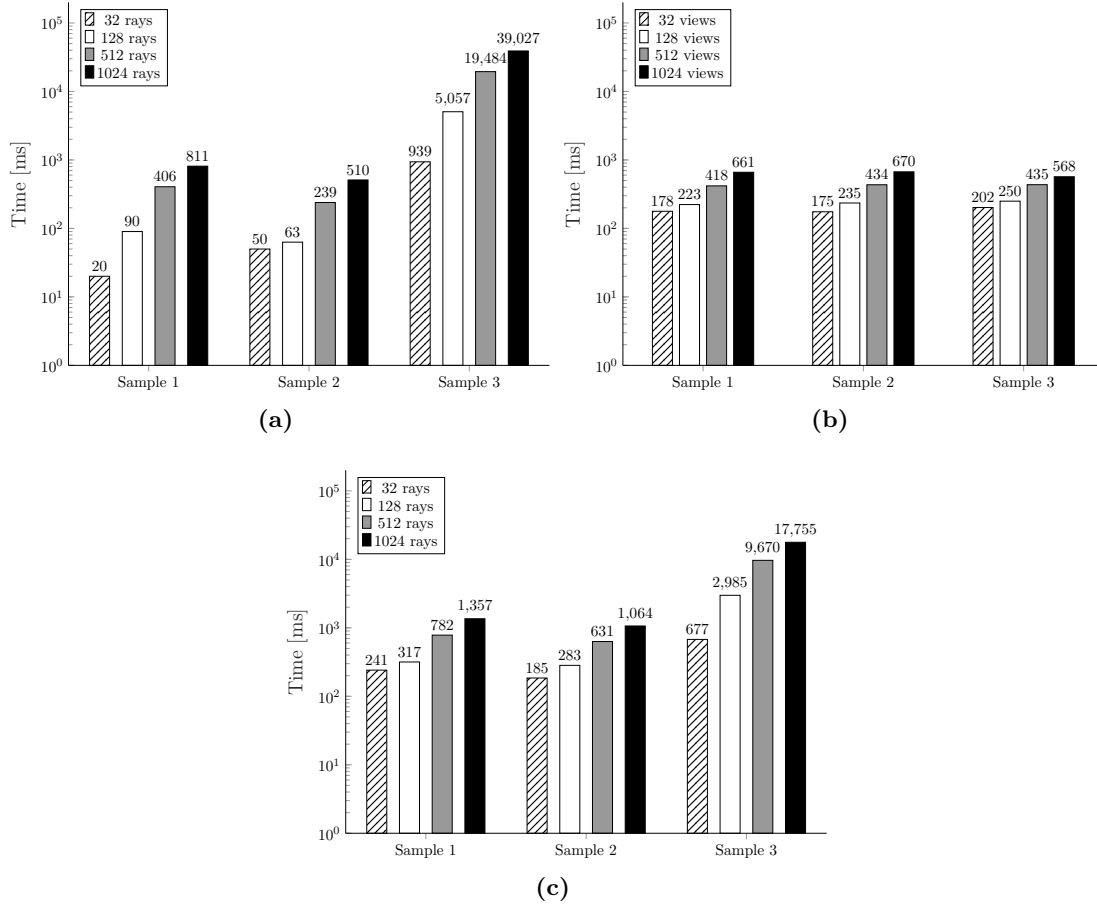 10^5
10^4
10^3
10^2
10^1
10^0
Time [ms]
32 rays
128 rays
512 rays
1024 rays
20
90
406
811
50
63
239
510
939
5,057
19,484
39,027
Sample 1
Sample 2
Sample 3
(a)
10^5
10^4
10^3
10^2
10^1
10^0
Time [ms]
32 views
128 views
512 views
1024 views
178
223
418
661
175
235
434
670
202
250
435
568
Sample 1
Sample 2
Sample 3
(b)
10^5
10^4
10^3
10^2
10^1
10^0
Time [ms]
32 rays
128 rays
512 rays
1024 rays
241
317
782
1,357
185
283
631
1,064
677
2,985
9,670
17,755
Sample 1
Sample 2
Sample 3
(c)